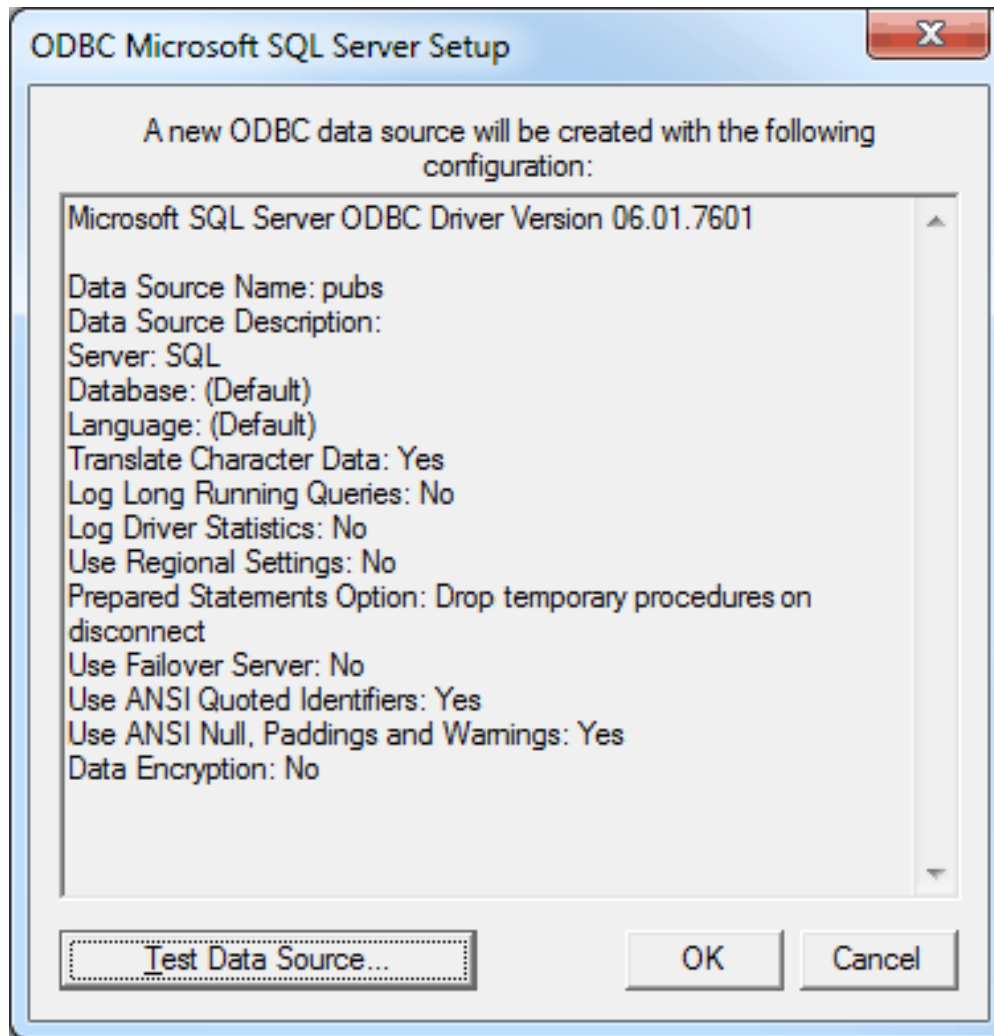 ODBC Microsoft SQL Server Setup
A new ODBC data source will be created with the following
configuration:
Microsoft SQL Server ODBC Driver Version 06.01.7601
Data Source Name: pubs
Data Source Description:
Server: SQL
Database: (Default)
Language: (Default)
Translate Character Data: Yes
Log Long Running Queries: No
Log Driver Statistics: No
Use Regional Settings: No
Prepared Statements Option: Drop temporary procedures on
disconnect
Use Failover Server: No
Use ANSI Quoted Identifiers: Yes
Use ANSI Null, Paddings and Warnings: Yes
Data Encryption: No
Test Data Source... OK Cancel